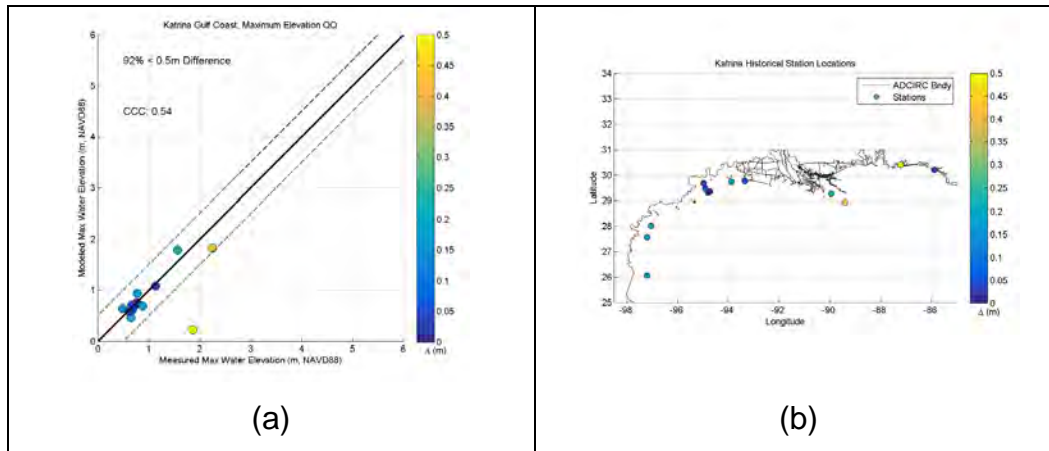 Katrina Gulf Coast: Maximum Elevation QQ
92% < 0.5m Difference
CCC: 0.54
Modeled Max Water Elevation (m, NAVD88)
6
5
4
3
2
1
0
0 1 2 3 4 5 6
Measured Max Water Elevation (m, NAVD88)
0.5
0.45
0.4
0.35
0.3
0.25
0.2
0.15
0.1
0.05
0
Δ (m)
(a)
Katrina Historical Station Locations
ADCIRC Bndy
Stations
Latitude
34
33
32
31
30
29
28
27
26
25
-98 -96 -94 -92 -90 -88 -86
Longitude
0.5
0.45
0.4
0.35
0.3
0.25
0.2
0.15
0.1
0.05
0
Δ (m)
(b)